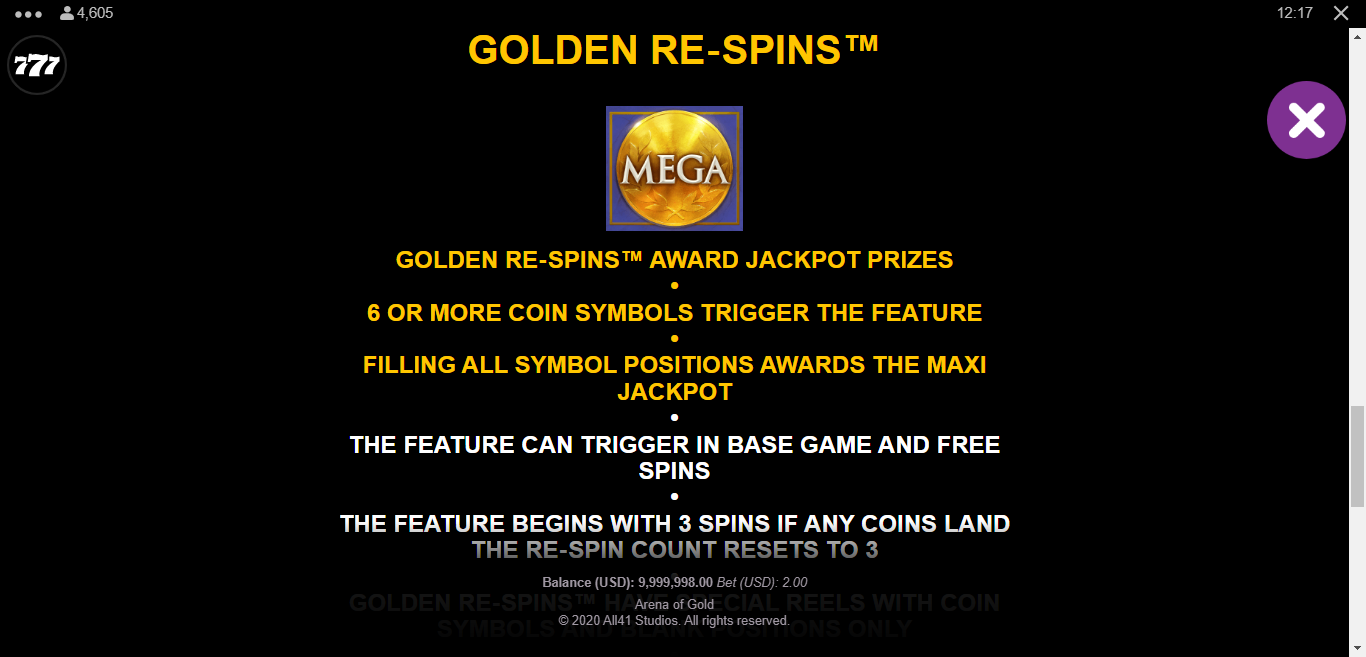 4,605
12:17
777
GOLDEN RE-SPINS™
MEGA
GOLDEN RE-SPINS™ AWARD JACKPOT PRIZES
•
6 OR MORE COIN SYMBOLS TRIGGER THE FEATURE
•
FILLING ALL SYMBOL POSITIONS AWARDS THE MAXI
JACKPOT
•
THE FEATURE CAN TRIGGER IN BASE GAME AND FREE
SPINS
•
THE FEATURE BEGINS WITH 3 SPINS IF ANY COINS LAND
THE RE-SPIN COUNT RESETS TO 3
Balance (USD): 9,999,998.00 Bet (USD): 2.00
GOLDEN RE-SPINS™ HAVE SPECIAL REELS WITH COIN
Arena of Gold
© 2020 All41 Studios. All rights reserved.
SYMBOLS AND BLANK POSITIONS ONLY